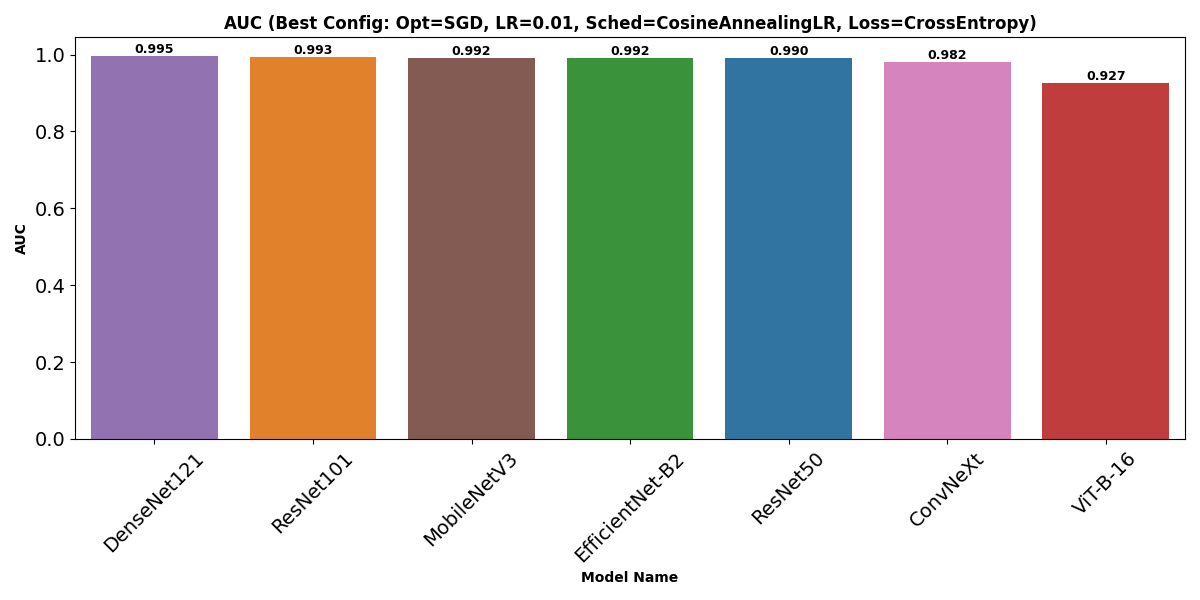 AUC (Best Config: Opt=SGD, LR=0.01, Sched=CosineAnnealingLR, Loss=CrossEntropy)
0.995
0.993
0.992
0.992
0.990
0.982
0.927
1.0
0.8
0.6
0.4
0.2
0.0
AUC
DenseNet121
ResNet101
MobileNetV3
EfficientNet-B2
ResNet50
ConvNeXt
ViT-B-16
Model Name